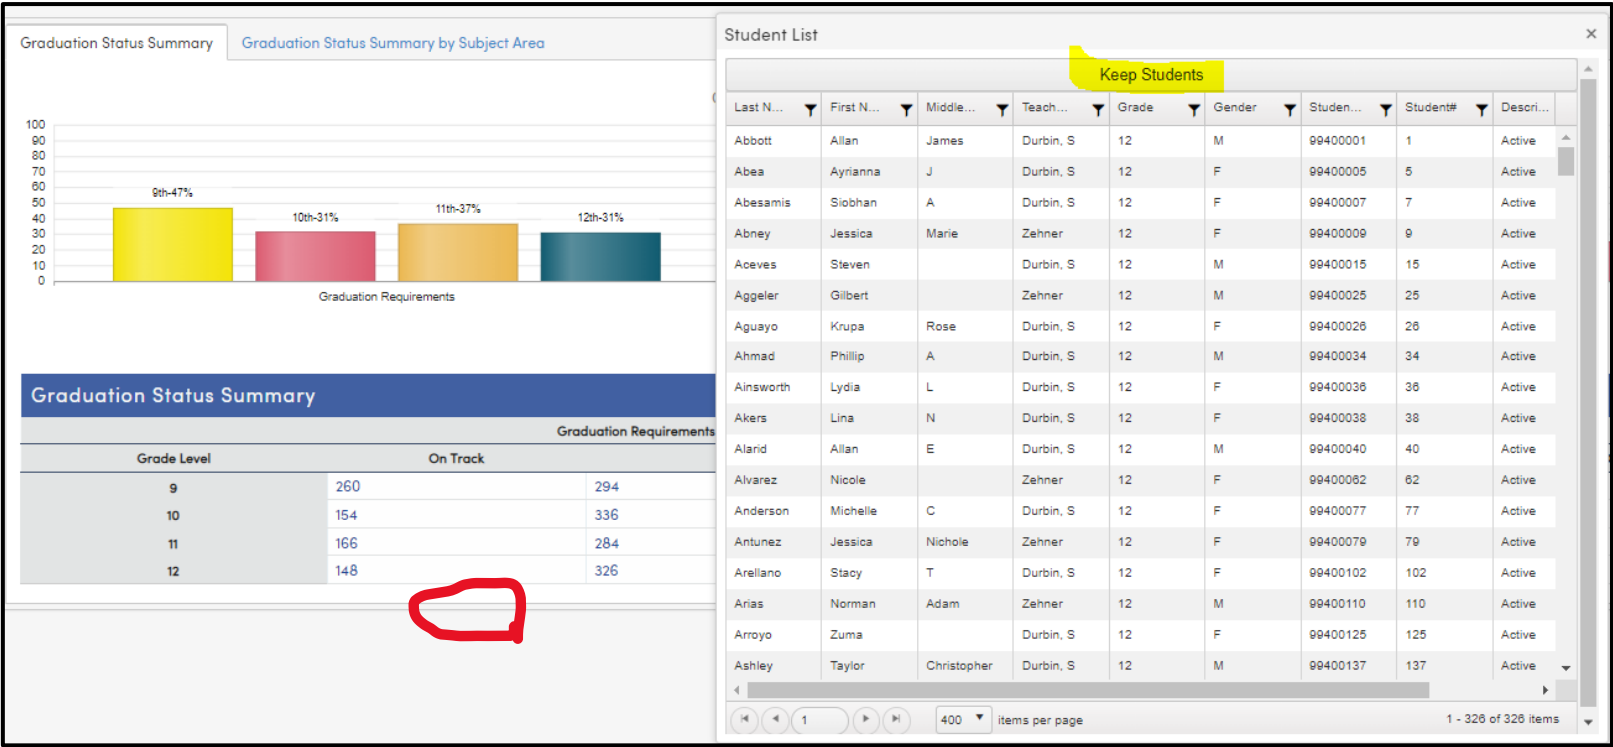 Graduation Status Summary Graduation Status Summary by Subject Area
100
90
80
70
60
50
40
30
20
10
0
9th-47%
10th-31%
11th-37%
12th-31%
Graduation Requirements
Graduation Status Summary
Graduation Requirements
Grade Level On Track
9 260 294
10 154 336
11 166 284
12 148 326
Student List
Keep Students
Last N... First N... Middle... Teach... Grade Gender Studen... Student# Descri...
Abbott Allan James Durbin, S 12 M 99400001 1 Active
Abea Ayrianna J Durbin, S 12 F 99400005 5 Active
Abesamis Siobhan A Durbin, S 12 F 99400007 7 Active
Abney Jessica Marie Zehner 12 F 99400009 9 Active
Aceves Steven Durbin, S 12 M 99400015 15 Active
Aggeler Gilbert Zehner 12 M 99400025 25 Active
Aguayo Krupa Rose Durbin, S 12 F 99400026 26 Active
Ahmad Phillip A Durbin, S 12 M 99400034 34 Active
Ainsworth Lydia L Durbin, S 12 F 99400036 36 Active
Akers Lina N Durbin, S 12 F 99400038 38 Active
Alarid Allan E Durbin, S 12 M 99400040 40 Active
Alvarez Nicole Zehner 12 F 99400062 62 Active
Anderson Michelle C Durbin, S 12 F 99400077 77 Active
Antunez Jessica Nichole Zehner 12 F 99400079 79 Active
Arellano Stacy T Durbin, S 12 F 99400102 102 Active
Arias Norman Adam Zehner 12 M 99400110 110 Active
Arroyo Zuma Durbin, S 12 F 99400125 125 Active
Ashley Taylor Christopher Durbin, S 12 M 99400137 137 Active
1 400 items per page 1 - 326 of 326 items